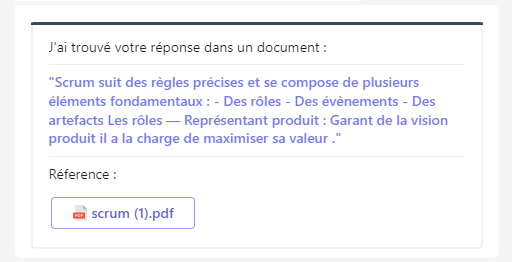 J'ai trouvé votre réponse dans un document :
"Scrum suit des règles précises et se compose de plusieurs
éléments fondamentaux : - Des rôles - Des évènements - Des
artefacts Les rôles — Représentant produit : Garant de la vision
produit il a la charge de maximiser sa valeur ."
Réference :
PDF scrum (1).pdf